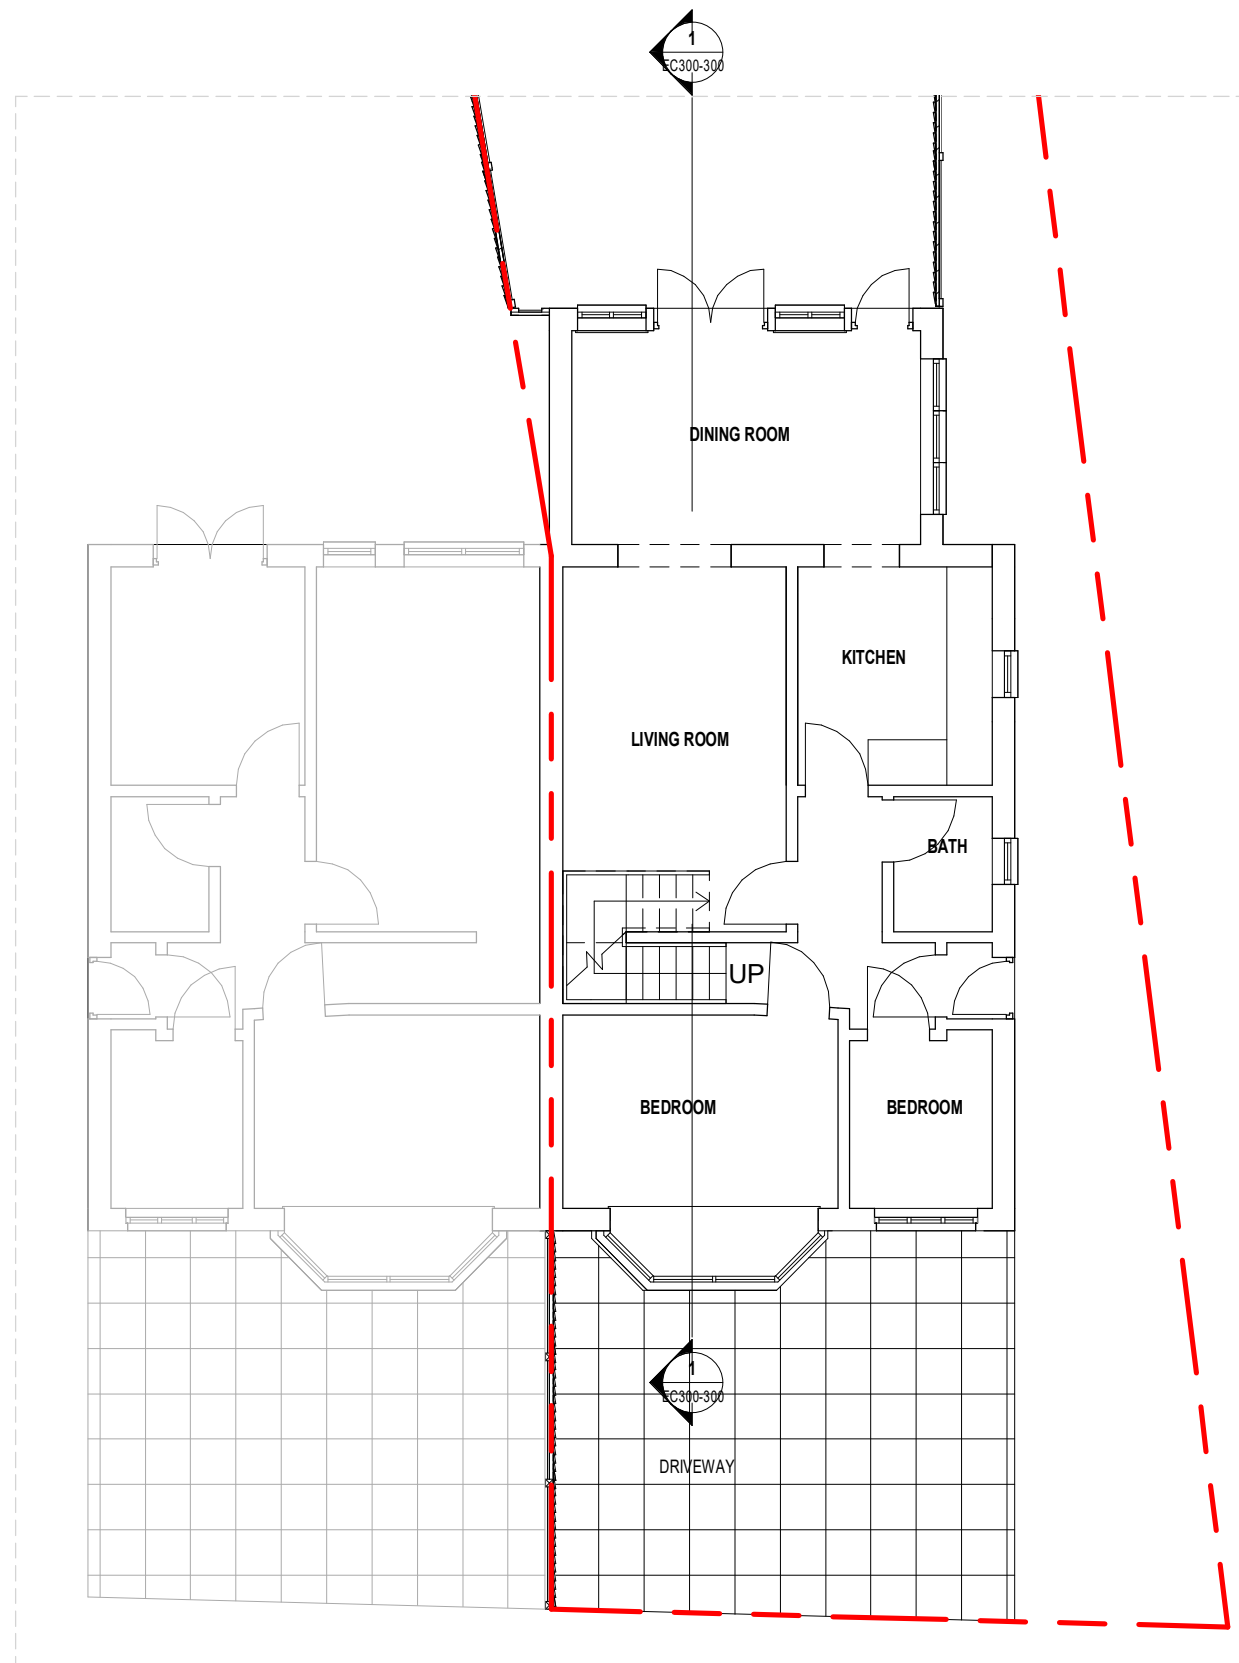 1
EC300-300
DINING ROOM
KITCHEN
LIVING ROOM
BATH
UP
BEDROOM
BEDROOM
1
EC300-300
DRIVEWAY